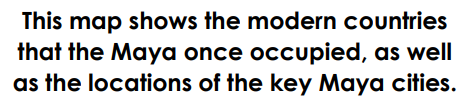 This map shows the modern countries
that the Maya once occupied, as well
as the locations of the key Maya cities.